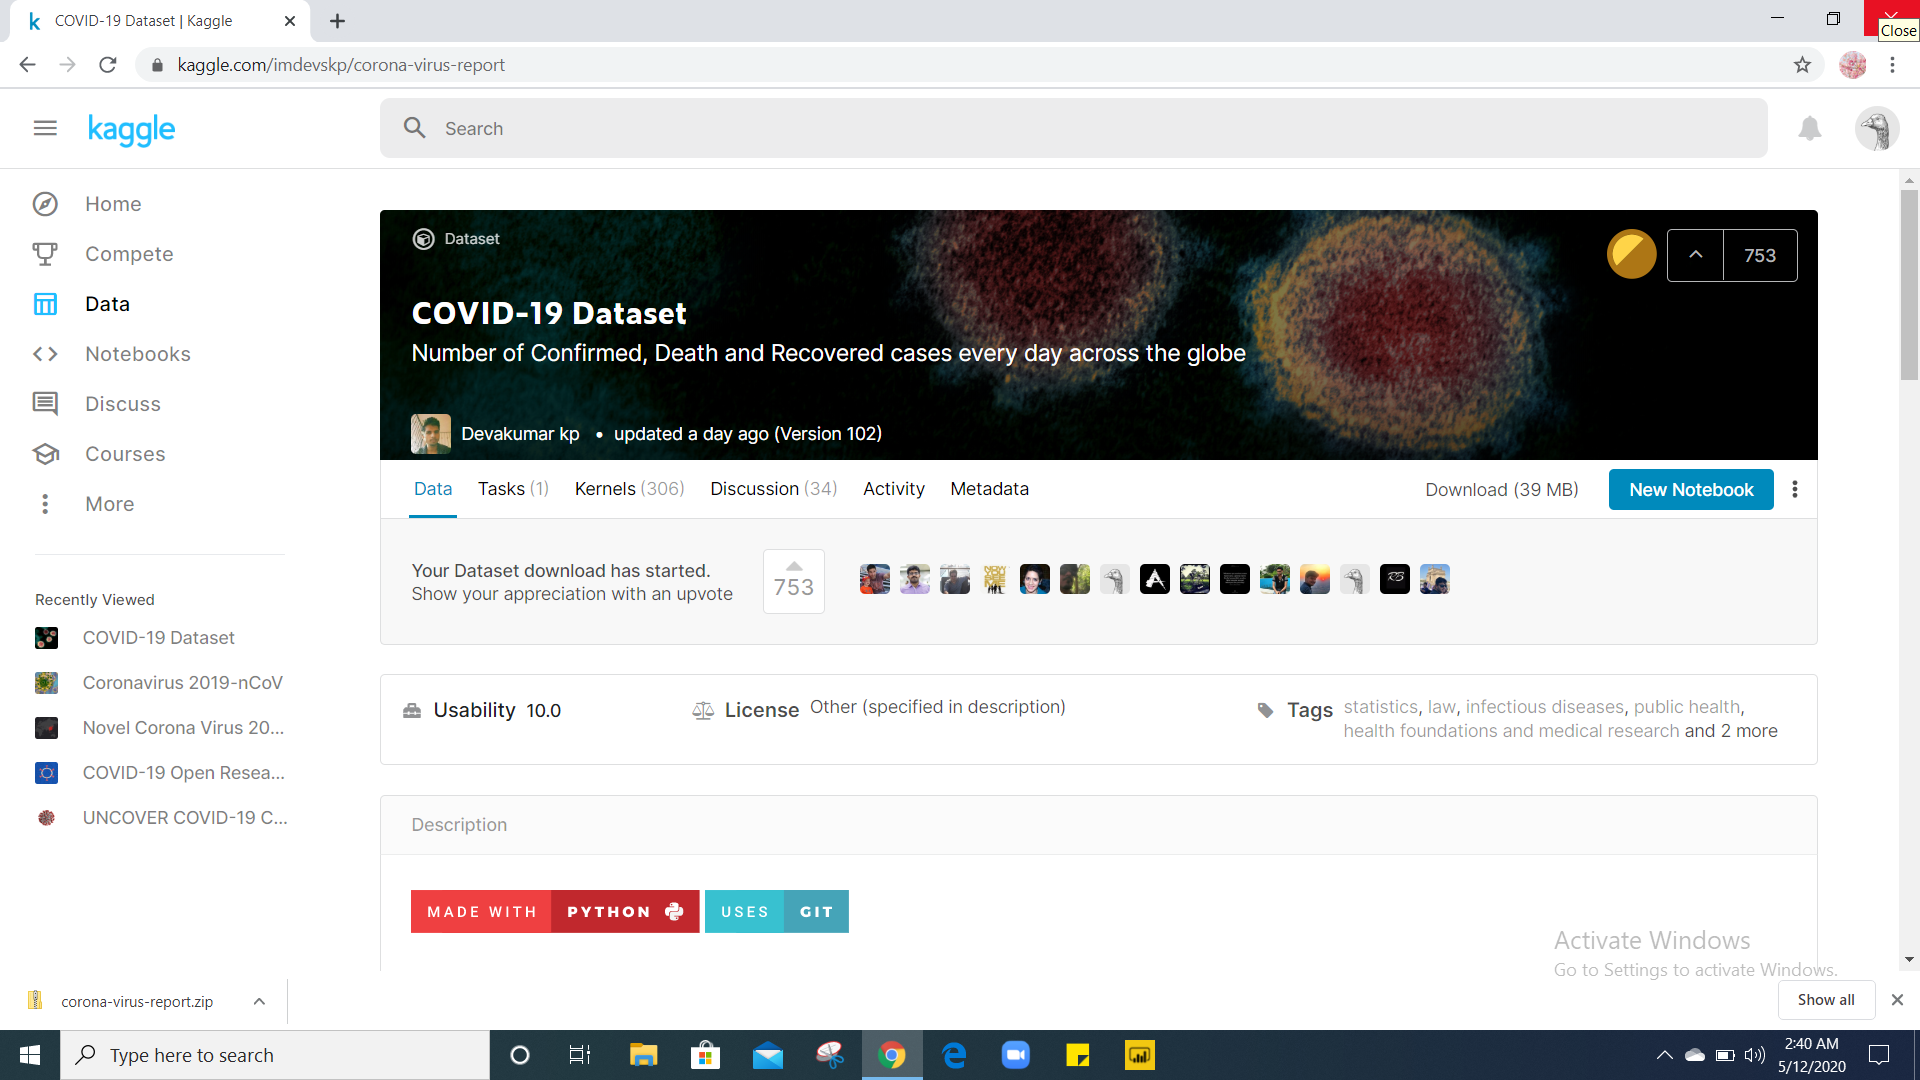 COVID-19 Dataset | Kaggle
Close
kaggle.com/imdevskp/corona-virus-report
kaggle
Search
Home
Compete
Data
Notebooks
Discuss
Courses
More
Recently Viewed
COVID-19 Dataset
Coronavirus 2019-nCoV
Novel Corona Virus 20...
COVID-19 Open Resea...
UNCOVER COVID-19 C...
Dataset
753
COVID-19 Dataset
Number of Confirmed, Death and Recovered cases every day across the globe
Devakumar kp • updated a day ago (Version 102)
Data Tasks (1) Kernels (306) Discussion (34) Activity Metadata Download (39 MB) New Notebook
Your Dataset download has started.
Show your appreciation with an upvote
753
Usability 10.0
License Other (specified in description)
Tags statistics, law, infectious diseases, public health,
health foundations and medical research and 2 more
Description
MADE WITH PYTHON USES GIT
Activate Windows
Go to Settings to activate Windows.
corona-virus-report.zip
Show all
Type here to search
2:40 AM
5/12/2020